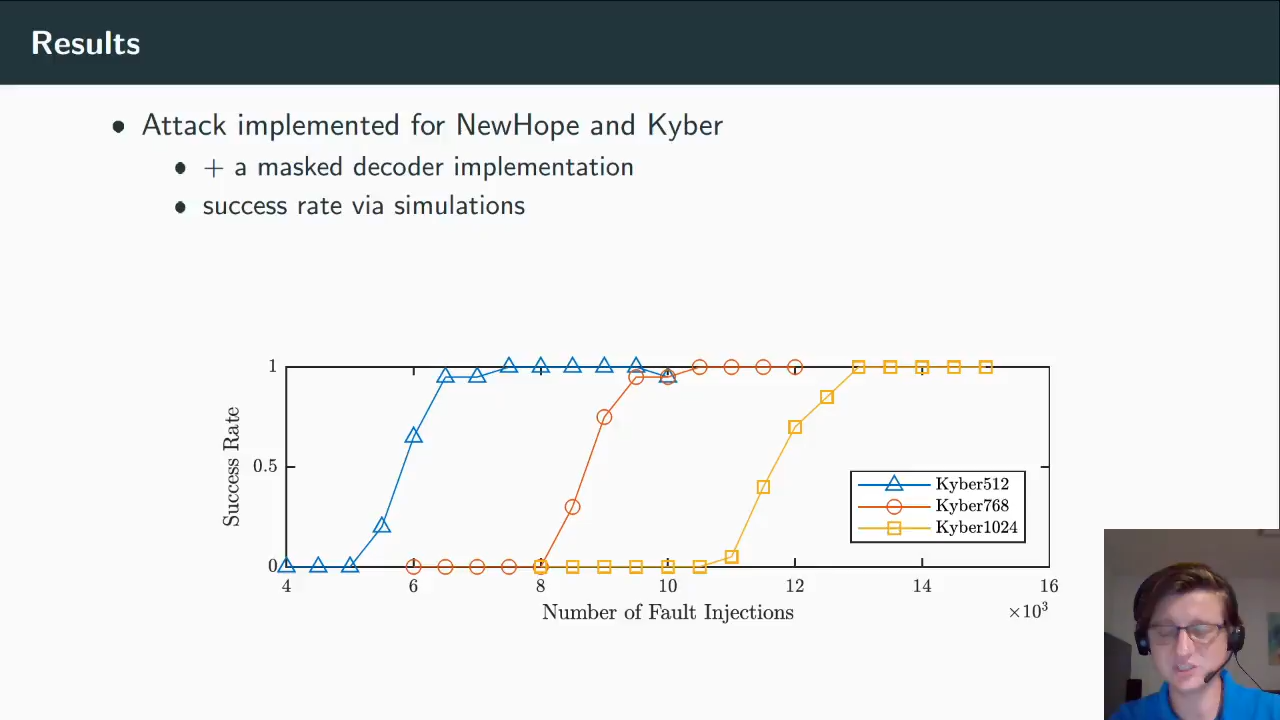 Results
• Attack implemented for NewHope and Kyber
• + a masked decoder implementation
• success rate via simulations
1
0.5
0
Success Rate
4 6 8 10 12 14 16
×10³
Number of Fault Injections
Kyber512
Kyber768
Kyber1024